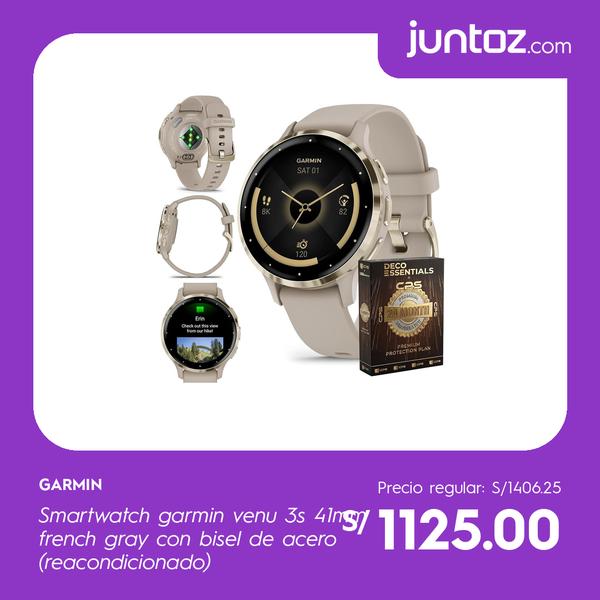 juntoz.com
GARMIN
SAT 01
8K
82
120
Erin
Check out this view
from our hike!
DECO
ESSENTIALS
CPS
PREMIUM
PROTECTION PLAN
GARMIN
Precio regular: S/1406.25
Smartwatch garmin venu 3s 41mm
french gray con bisel de acero
(reacondicionado)
S/ 1125.00